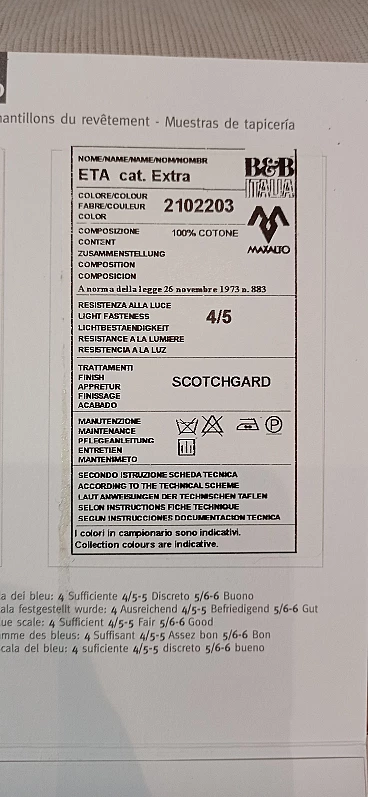 hantillons du revêtement - Muestras de tapicería
NOME/NAME/NAME/NOM/NOMBR
ETA cat. Extra
B&B
ITALIA
COLORE/COLOUR
FABRE/COULEUR
COLOR
2102203
MAXALTO
COMPOSIZIONE
CONTENT
ZUSAMMENSTELLUNG
COMPOSITION
COMPOSICION
100% COTONE
A norma della legge 26 novembre 1973 n. 883
RESISTENZA ALLA LUCE
LIGHT FASTENESS
LICHTBESTAENDIGKEIT
RESISTANCE A LA LUMIERE
RESISTENCIA A LA LUZ
4/5
TRATTAMENTI
FINISH
APPRETUR
FINISSAGE
ACABADO
SCOTCHGARD
MANUTENZIONE
MAINTENANCE
PFLEGEANLEITUNG
ENTRETIEN
MANTENIMETO
P
SECONDO ISTRUZIONE SCHEDA TECNICA
ACCORDING TO THE TECHNICAL SCHEME
LAUT ANWEISUNGEN DER TECHNISCHEN TAFLEN
SELON INSTRUCTIONS FICHE TECHNIQUE
SEGUN INSTRUCCIONES DOCUMENTACION TECNICA
I colori in campionario sono indicativi.
Collection colours are indicative.
a dei bleu: 4 Sufficiente 4/5-5 Discreto 5/6-6 Buono
ala festgestellt wurde: 4 Ausreichend 4/5-5 Befriedigend 5/6-6 Gut
ue scale: 4 Sufficient 4/5-5 Fair 5/6-6 Good
amme des bleus: 4 Suffisant 4/5-5 Assez bon 5/6-6 Bon
scala del bleu: 4 suficiente 4/5-5 discreto 5/6-6 bueno